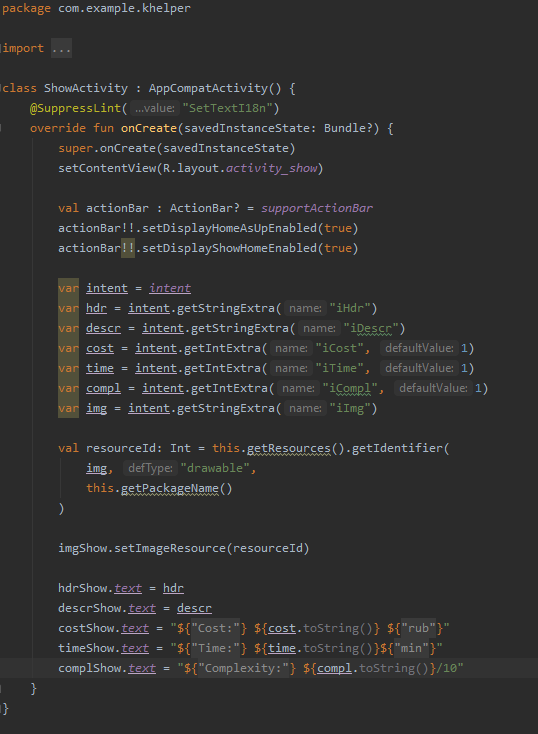 package com.example.khelper
import ...
class ShowActivity : AppCompatActivity() {
@SuppressLint( ...value: "SetTextI18n")
override fun onCreate(savedInstanceState: Bundle?) {
super.onCreate(savedInstanceState)
setContentView(R.layout.activity_show)
val actionBar : ActionBar? = supportActionBar
actionBar!!.setDisplayHomeAsUpEnabled(true)
actionBar!!.setDisplayShowHomeEnabled(true)
var intent = intent
var hdr = intent.getStringExtra( name: "iHdr")
var descr = intent.getStringExtra( name: "iDescr")
var cost = intent.getIntExtra( name: "iCost", defaultValue: 1)
var time = intent.getIntExtra( name: "iTime", defaultValue: 1)
var compl = intent.getIntExtra( name: "iCompl", defaultValue: 1)
var img = intent.getStringExtra( name: "iImg")
val resourceId: Int = this.getResources().getIdentifier(
img, defType: "drawable",
this.getPackageName()
)
imgShow.setImageResource(resourceId)
hdrShow.text = hdr
descrShow.text = descr
costShow.text = "${"Cost:"} ${cost.toString()} ${"rub"}"
timeShow.text = "${"Time:"} ${time.toString()}${"min"}"
complShow.text = "${"Complexity:"} ${compl.toString()}/10"
}
}